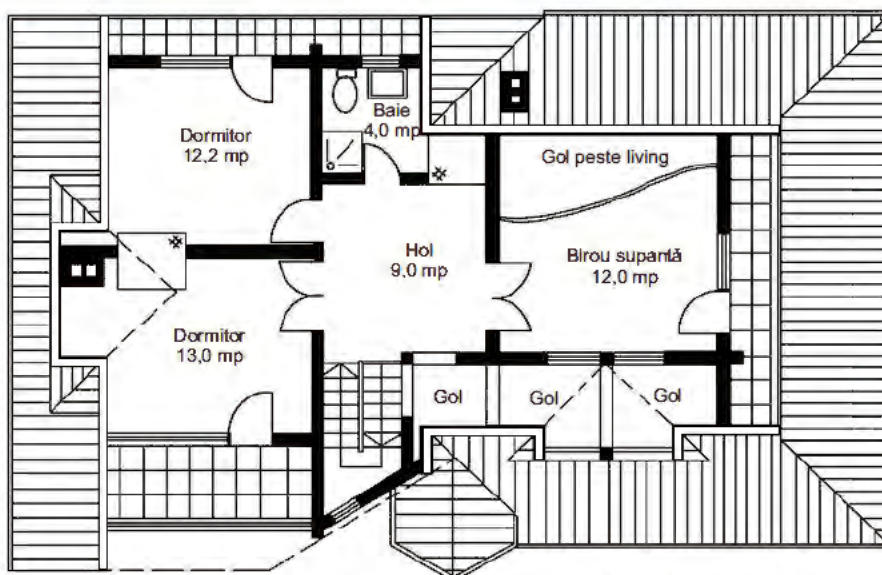 Baie
4,0 mp
Dormitor
12,2 mp
Gol peste living
Hol
9,0 mp
Birou supantă
12,0 mp
Dormitor
13,0 mp
Gol
Gol
Gol